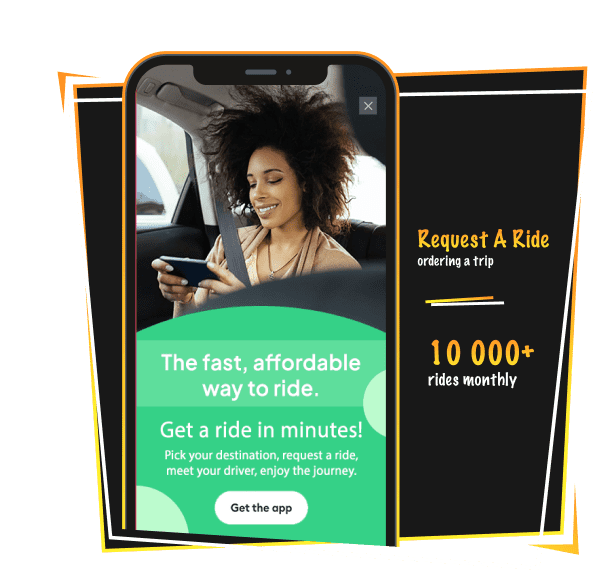 The fast, affordable
way to ride.
Get a ride in minutes!
Pick your destination, request a ride,
meet your driver, enjoy the journey.
Get the app
Request A Ride
ordering a trip
10 000+
rides monthly